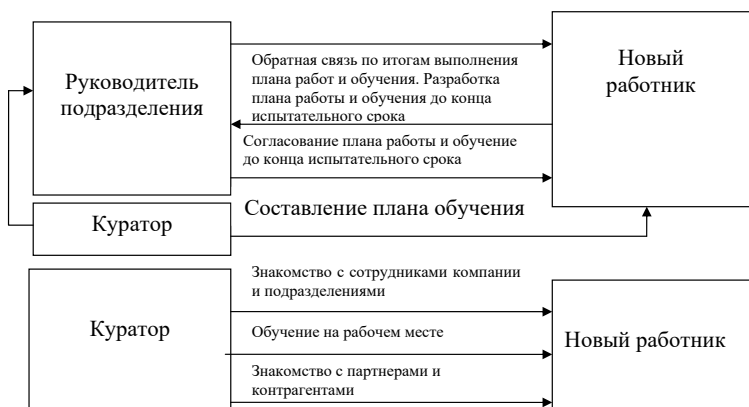 Руководитель
подразделения
Обратная связь по итогам выполнения
плана работ и обучения. Разработка
плана работы и обучения до конца
испытательного срока
Согласование плана работы и обучение
до конца испытательного срока
Новый
работник
Куратор
Составление плана обучения
Куратор
Знакомство с сотрудниками компании
и подразделениями
Обучение на рабочем месте
Знакомство с партнерами и
контрагентами
Новый работник